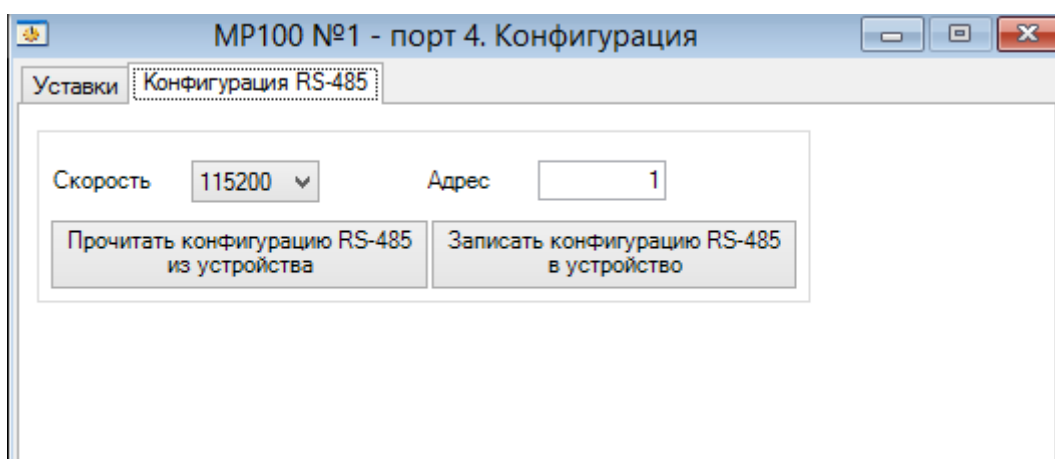 МР100 №1 - порт 4. Конфигурация
Уставки Конфигурация RS-485
Скорость 115200 Адрес 1
Прочитать конфигурацию RS-485
из устройства
Записать конфигурацию RS-485
в устройство